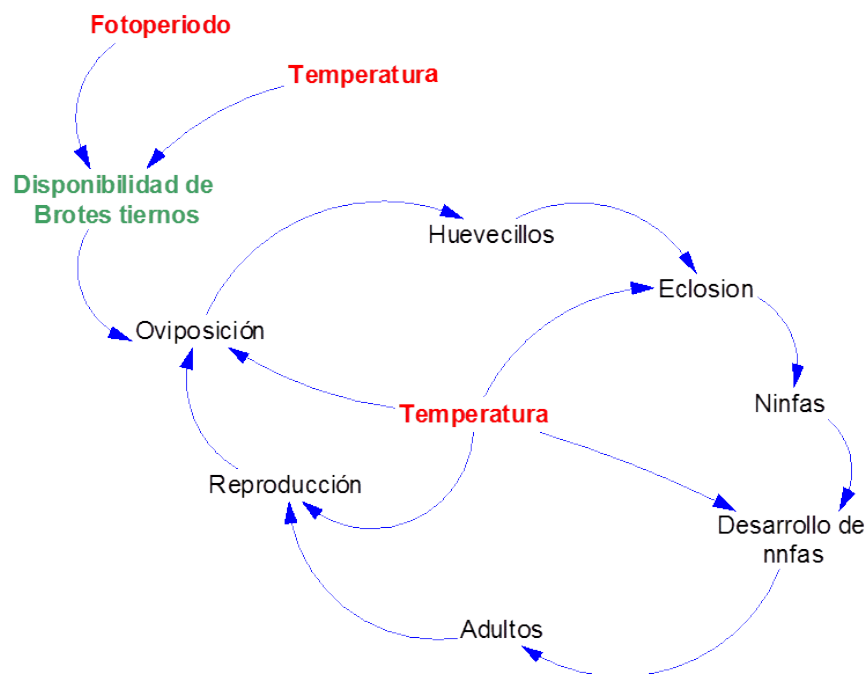 Fotoperiodo
Temperatura
Disponibilidad de
Brotes tiernos
Huevecillos
Eclosion
Oviposición
Ninfas
Temperatura
Reproducción
Desarrollo de
nnfas
Adultos